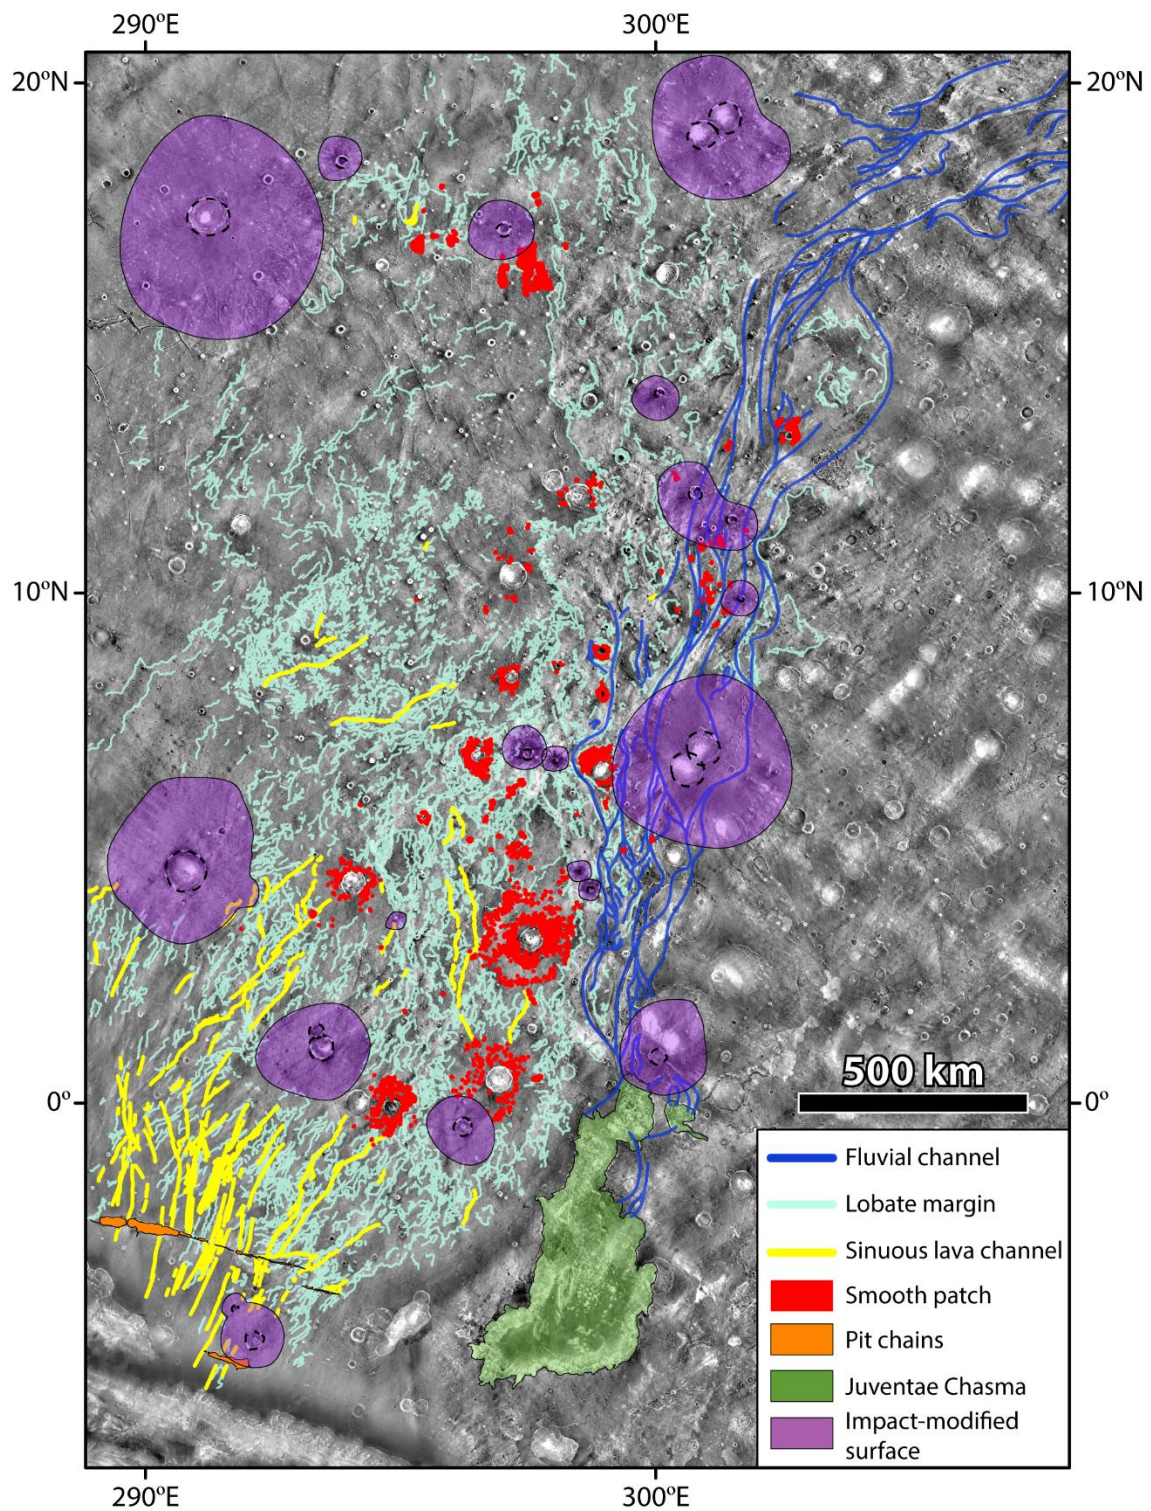 290°E 300°E
20°N 20°N
10°N 10°N
500 km
0° 0°
Fluvial channel
Lobate margin
Sinuous lava channel
Smooth patch
Pit chains
Juventae Chasma
Impact-modified
surface
290°E 300°E